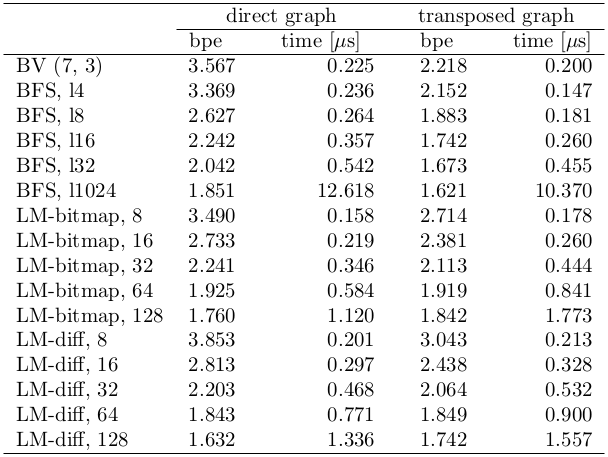 direct graph transposed graph
bpe time [μs] bpe time [μs]
BV (7, 3) 3.567 0.225 2.218 0.200
BFS, l4 3.369 0.236 2.152 0.147
BFS, l8 2.627 0.264 1.883 0.181
BFS, l16 2.242 0.357 1.742 0.260
BFS, l32 2.042 0.542 1.673 0.455
BFS, l1024 1.851 12.618 1.621 10.370
LM-bitmap, 8 3.490 0.158 2.714 0.178
LM-bitmap, 16 2.733 0.219 2.381 0.260
LM-bitmap, 32 2.241 0.346 2.113 0.444
LM-bitmap, 64 1.925 0.584 1.919 0.841
LM-bitmap, 128 1.760 1.120 1.842 1.773
LM-diff, 8 3.853 0.201 3.043 0.213
LM-diff, 16 2.813 0.297 2.438 0.328
LM-diff, 32 2.203 0.468 2.064 0.532
LM-diff, 64 1.843 0.771 1.849 0.900
LM-diff, 128 1.632 1.336 1.742 1.557